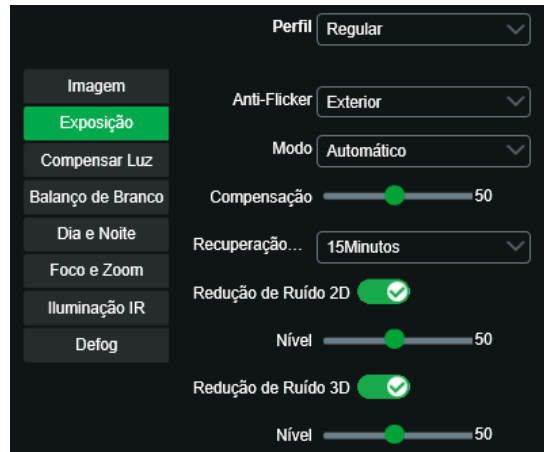 Perfil Regular
Imagem
Exposição
Compensar Luz
Balanço de Branco
Dia e Noite
Foco e Zoom
Iluminação IR
Defog
Anti-Flicker Exterior
Modo Automático
Compensação 50
Recuperação... 15Minutos
Redução de Ruído 2D
Nível 50
Redução de Ruído 3D
Nível 50